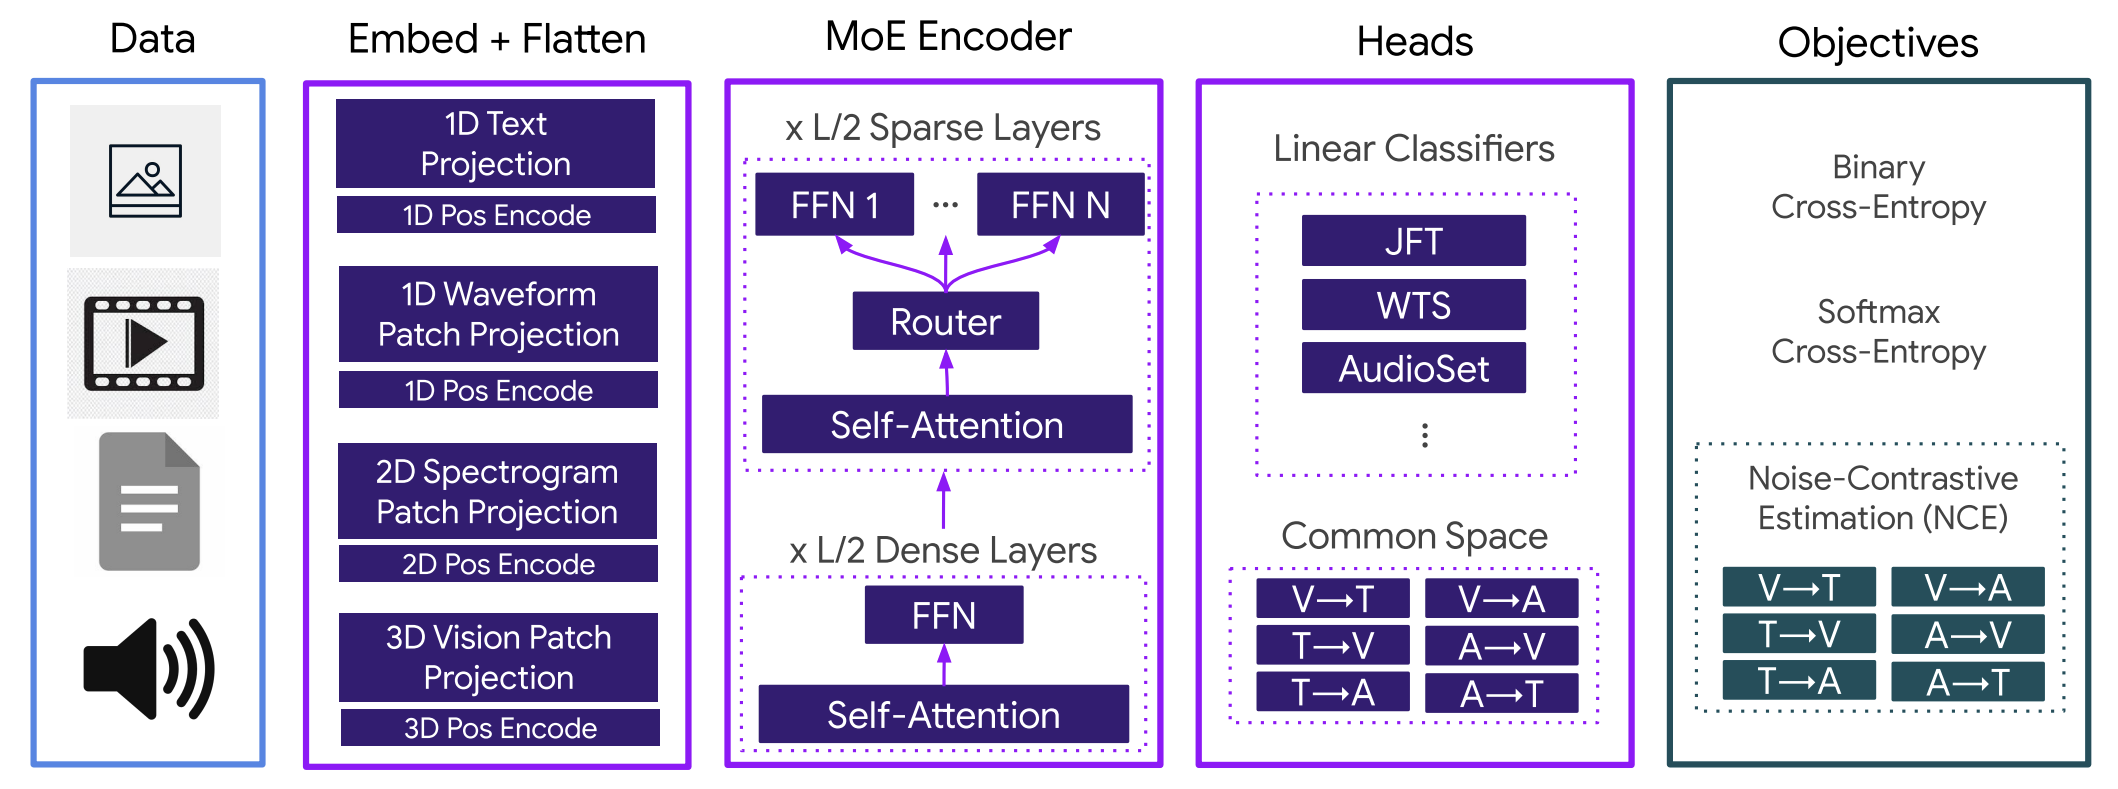 Data
Embed + Flatten
1D Text
Projection
1D Pos Encode
1D Waveform
Patch Projection
1D Pos Encode
2D Spectrogram
Patch Projection
2D Pos Encode
3D Vision Patch
Projection
3D Pos Encode
MoE Encoder
x L/2 Sparse Layers
FFN 1 ... FFN N
Router
Self-Attention
x L/2 Dense Layers
FFN
Self-Attention
Heads
Linear Classifiers
JFT
WTS
AudioSet
⋮
Common Space
V→T V→A
T→V A→V
T→A A→T
Objectives
Binary
Cross-Entropy
Softmax
Cross-Entropy
Noise-Contrastive
Estimation (NCE)
V→T V→A
T→V A→V
T→A A→T